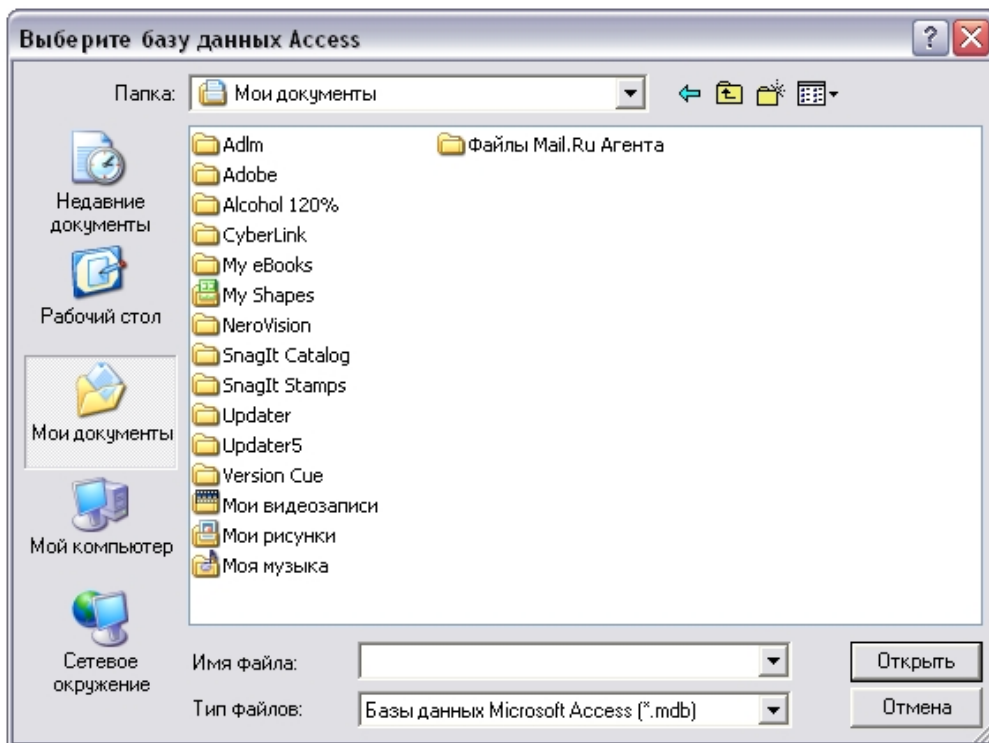 Выберите базу данных Access
Папка:
Мои документы
Недавние
документы
Рабочий стол
Мои документы
Мой компьютер
Сетевое
окружение
Adlm
Adobe
Alcohol 120%
CyberLink
My eBooks
My Shapes
NeroVision
SnagIt Catalog
SnagIt Stamps
Updater
Updater5
Version Cue
Мои видеозаписи
Мои рисунки
Моя музыка
Файлы Mail.Ru Агента
Имя файла:
Открыть
Тип файлов:
Базы данных Microsoft Access (*.mdb)
Отмена